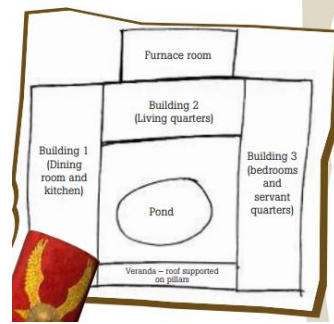 Furnace room
Building 2
(Living quarters)
Building 1
(Dining
room and
kitchen)
Building 3
(bedrooms
and
servant
quarters)
Pond
Veranda – roof supported
on pillars